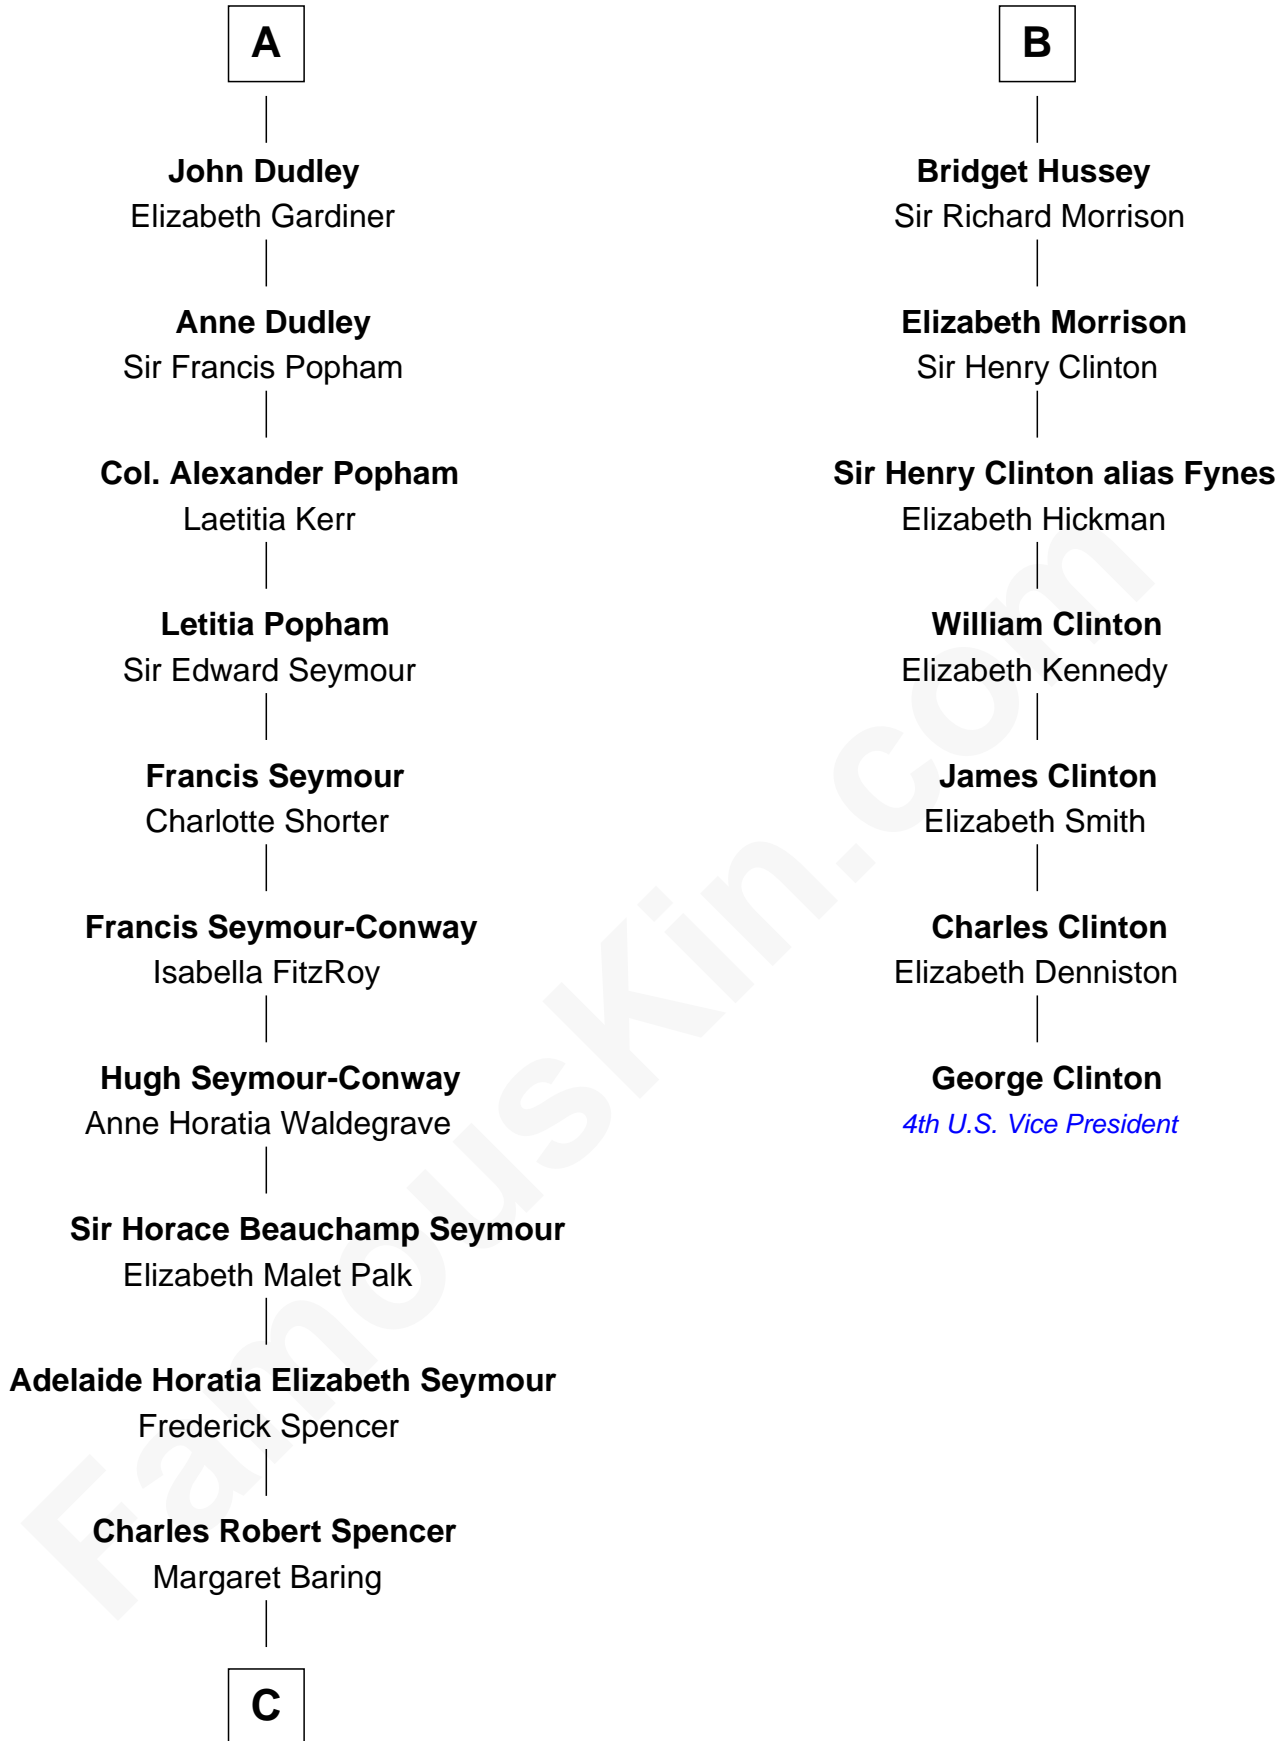 A
John Dudley
Elizabeth Gardiner
Anne Dudley
Sir Francis Popham
Col. Alexander Popham
Laetitia Kerr
Letitia Popham
Sir Edward Seymour
Francis Seymour
Charlotte Shorter
Francis Seymour-Conway
Isabella FitzRoy
Hugh Seymour-Conway
Anne Horatia Waldegrave
Sir Horace Beauchamp Seymour
Elizabeth Malet Palk
Adelaide Horatia Elizabeth Seymour
Frederick Spencer
Charles Robert Spencer
Margaret Baring
C
B
Bridget Hussey
Sir Richard Morrison
Elizabeth Morrison
Sir Henry Clinton
Sir Henry Clinton alias Fynes
Elizabeth Hickman
William Clinton
Elizabeth Kennedy
James Clinton
Elizabeth Smith
Charles Clinton
Elizabeth Denniston
George Clinton
4th U.S. Vice President
FamousKin.com